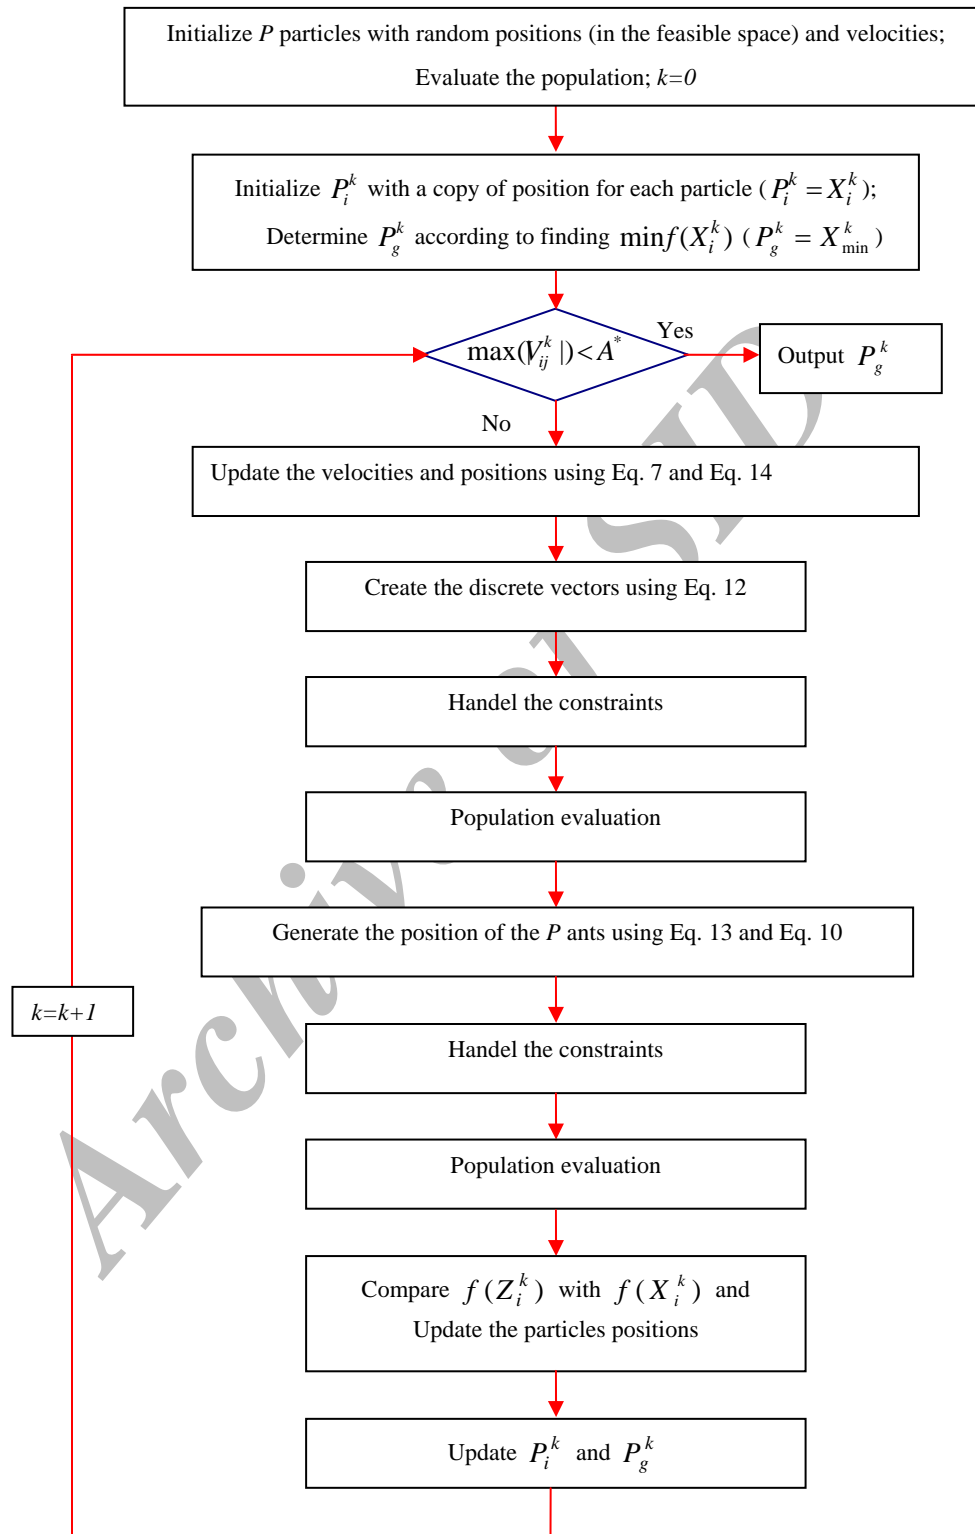 Initialize P particles with random positions (in the feasible space) and velocities;
Evaluate the population; k=0
Initialize P_i^k with a copy of position for each particle (P_i^k = X_i^k);
Determine P_g^k according to finding min f(X_i^k) (P_g^k = X_min^k)
max(|V_ij^k|) < A^*
Yes
Output P_g^k
No
Update the velocities and positions using Eq. 7 and Eq. 14
Create the discrete vectors using Eq. 12
Handel the constraints
Population evaluation
Generate the position of the P ants using Eq. 13 and Eq. 10
k=k+1
Handel the constraints
Population evaluation
Compare f(Z_i^k) with f(X_i^k) and
Update the particles positions
Update P_i^k and P_g^k
Archive of SID